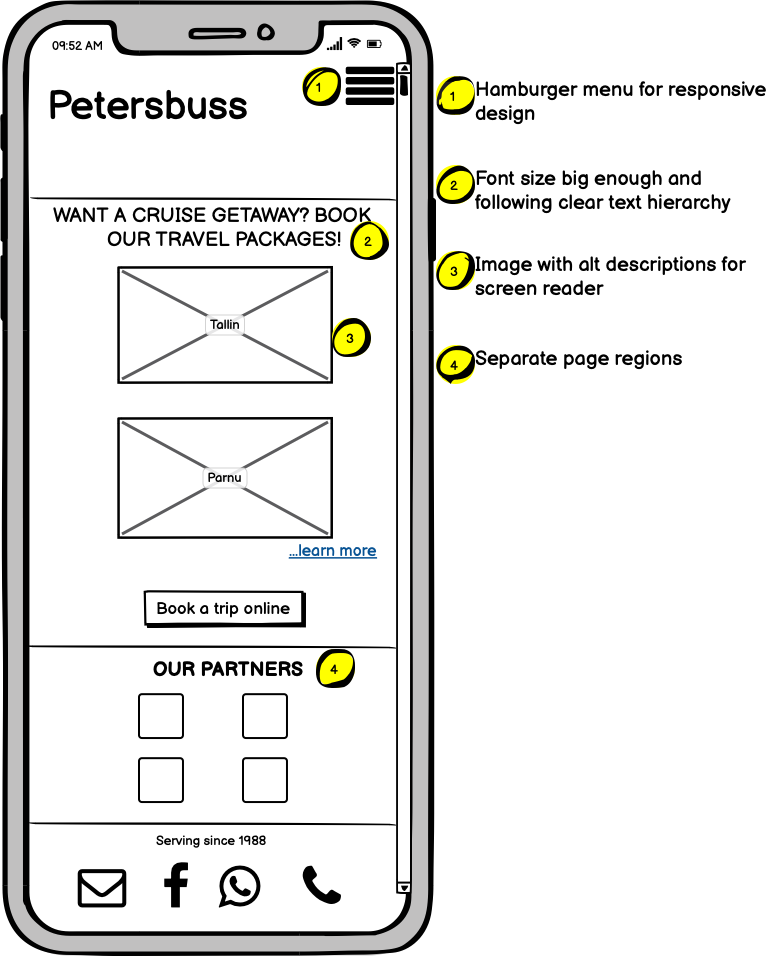 09:52 AM
Petersbuss
1
WANT A CRUISE GETAWAY? BOOK
OUR TRAVEL PACKAGES!
2
Tallin
3
Parnu
...learn more
Book a trip online
OUR PARTNERS
4
Serving since 1988
1
Hamburger menu for responsive
design
2
Font size big enough and
following clear text hierarchy
3
Image with alt descriptions for
screen reader
4
Separate page regions